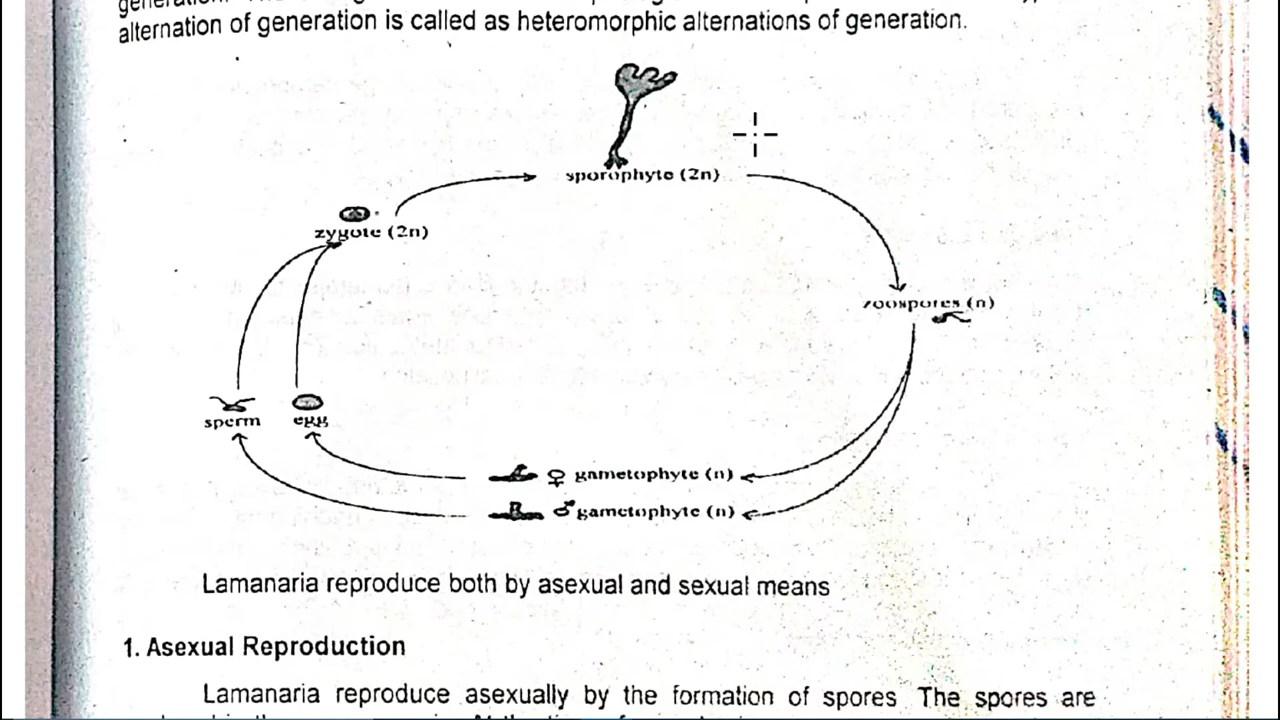 alternation of generation is called as heteromorphic alternations of generation.
sporophyte (2n)
zygote (2n)
zoospores (n)
sperm egg
♀ gametophyte (n)
♂ gametophyte (n)
Lamanaria reproduce both by asexual and sexual means
1. Asexual Reproduction
Lamanaria reproduce asexually by the formation of spores The spores are